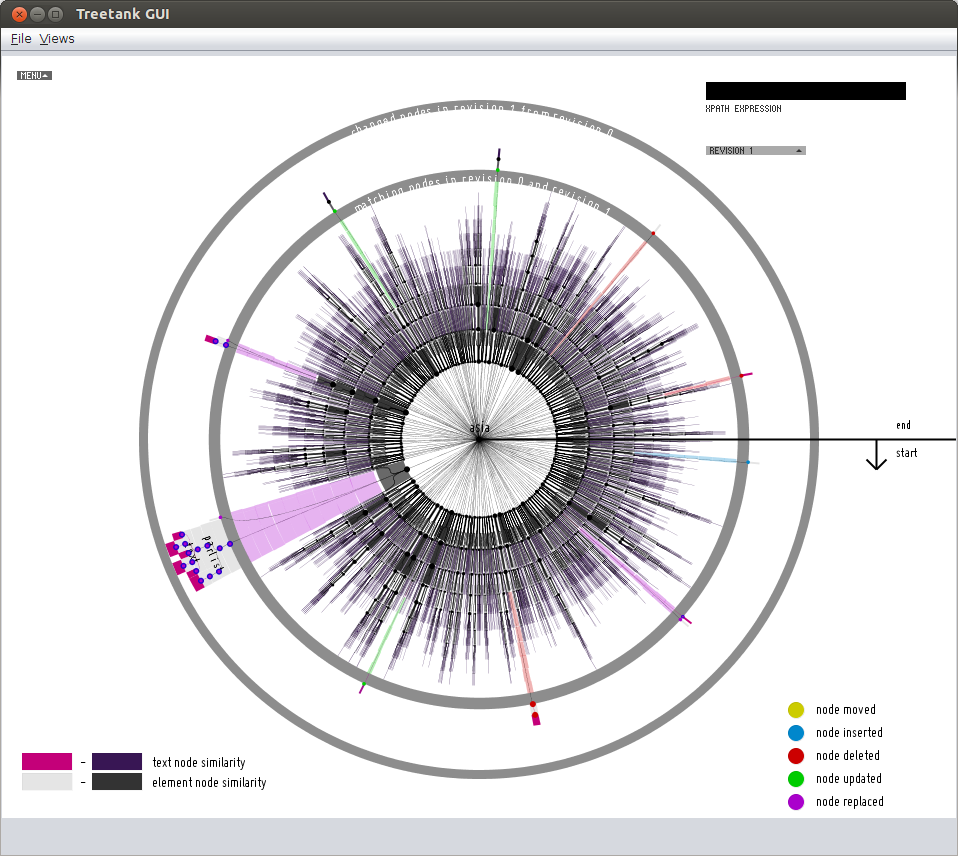 Treetank GUI
File Views
MENU
XPATH EXPRESSION
REVISION 1
changed nodes in revision 1 from revision 0
matching nodes in revision 0 and revision 1
asia
end
start
parlist
text
node moved
node inserted
node deleted
node updated
node replaced
- text node similarity
- element node similarity